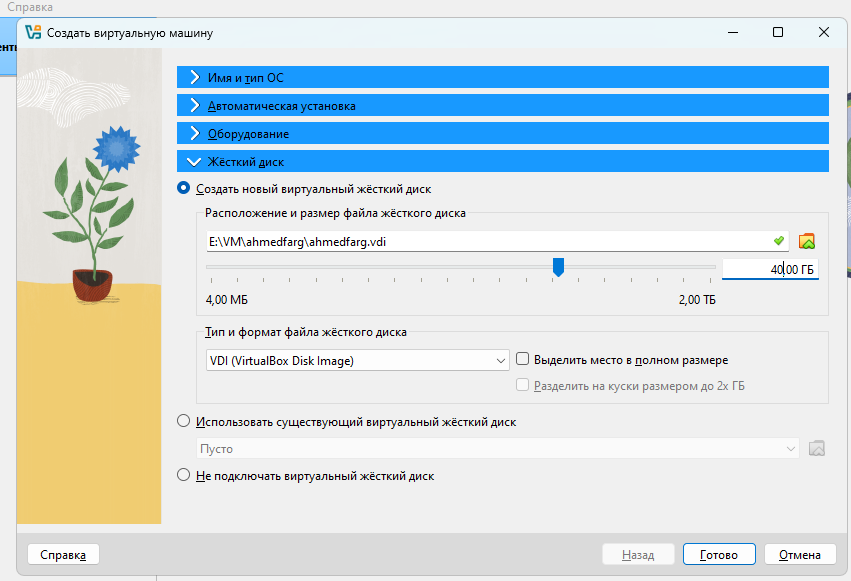 Справка
Создать виртуальную машину
Имя и тип ОС
Автоматическая установка
Оборудование
Жёсткий диск
Создать новый виртуальный жёсткий диск
Расположение и размер файла жёсткого диска
E:\VM\ahmedfarg\ahmedfarg.vdi
40,00 ГБ
4,00 МБ 2,00 ТБ
Тип и формат файла жёсткого диска
VDI (VirtualBox Disk Image) Выделить место в полном размере
Разделить на куски размером до 2х ГБ
Использовать существующий виртуальный жёсткий диск
Пусто
Не подключать виртуальный жёсткий диск
Справка Назад Готово Отмена